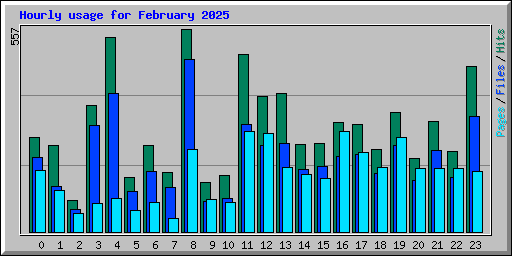 Hourly usage for February 2025
557
Pages/Files/Hits
0 1 2 3 4 5 6 7 8 9 10 11 12 13 14 15 16 17 18 19 20 21 22 23